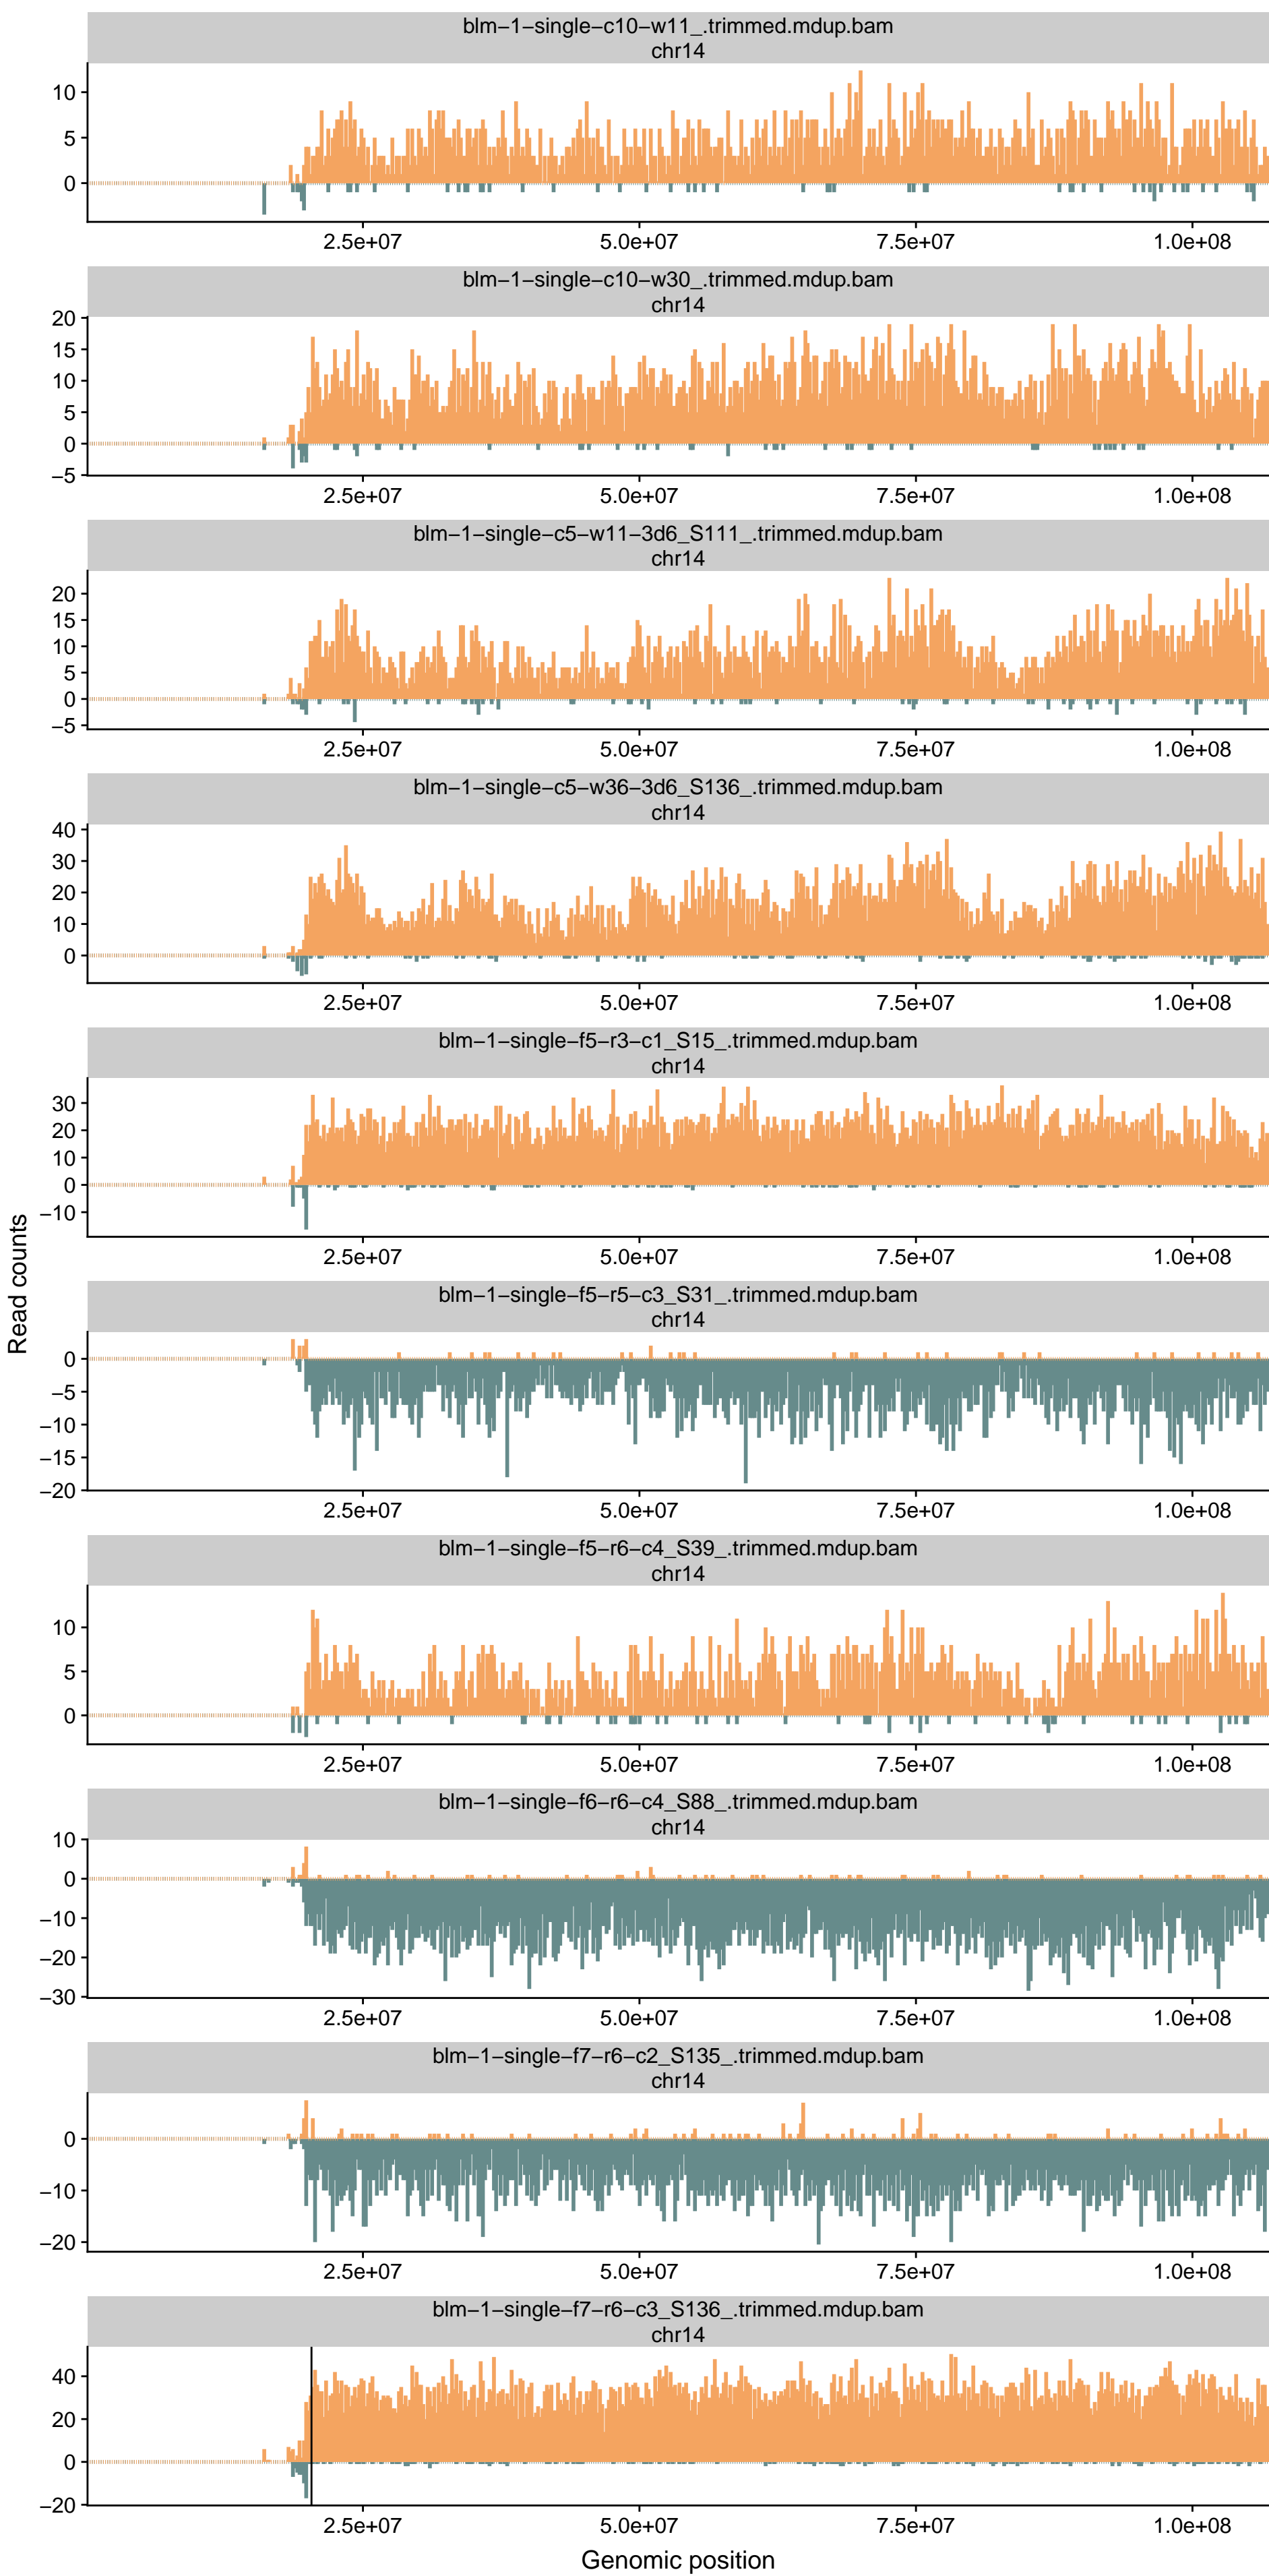 blm−1−single−c10−w11_.trimmed.mdup.bam
chr14
10
5
0
2.5e+07 5.0e+07 7.5e+07 1.0e+08
blm−1−single−c10−w30_.trimmed.mdup.bam
chr14
20
15
10
5
0
−5
2.5e+07 5.0e+07 7.5e+07 1.0e+08
blm−1−single−c5−w11−3d6_S111_.trimmed.mdup.bam
chr14
20
15
10
5
0
−5
2.5e+07 5.0e+07 7.5e+07 1.0e+08
blm−1−single−c5−w36−3d6_S136_.trimmed.mdup.bam
chr14
40
30
20
10
0
2.5e+07 5.0e+07 7.5e+07 1.0e+08
blm−1−single−f5−r3−c1_S15_.trimmed.mdup.bam
chr14
30
20
10
0
−10
2.5e+07 5.0e+07 7.5e+07 1.0e+08
Read counts
blm−1−single−f5−r5−c3_S31_.trimmed.mdup.bam
chr14
0
−5
−10
−15
−20
2.5e+07 5.0e+07 7.5e+07 1.0e+08
blm−1−single−f5−r6−c4_S39_.trimmed.mdup.bam
chr14
10
5
0
2.5e+07 5.0e+07 7.5e+07 1.0e+08
blm−1−single−f6−r6−c4_S88_.trimmed.mdup.bam
chr14
10
0
−10
−20
−30
2.5e+07 5.0e+07 7.5e+07 1.0e+08
blm−1−single−f7−r6−c2_S135_.trimmed.mdup.bam
chr14
0
−10
−20
2.5e+07 5.0e+07 7.5e+07 1.0e+08
blm−1−single−f7−r6−c3_S136_.trimmed.mdup.bam
chr14
40
20
0
−20
2.5e+07 5.0e+07 7.5e+07 1.0e+08
Genomic position